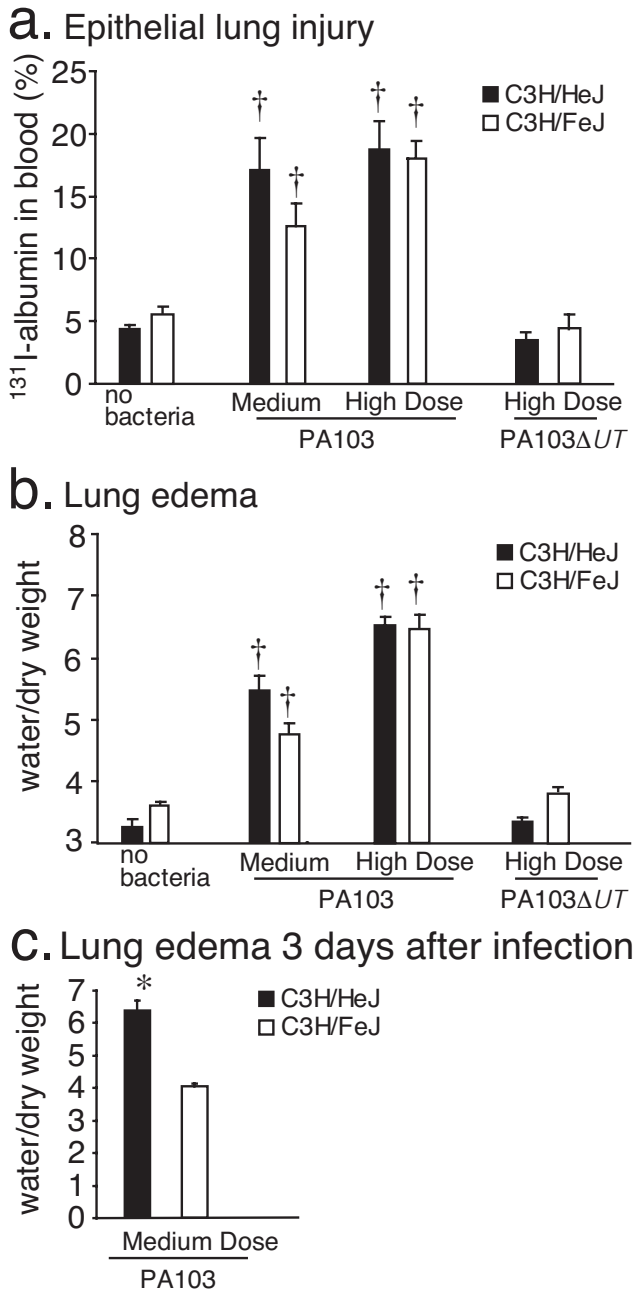 a. Epithelial lung injury
131I-albumin in blood (%)
25
20
15
10
5
0
C3H/HeJ
C3H/FeJ
† † † †
no
bacteria
Medium High Dose High Dose
PA103 PA103ΔUT
b. Lung edema
water/dry weight
8
7
6
5
4
3
C3H/HeJ
C3H/FeJ
† † † †
no
bacteria
Medium High Dose High Dose
PA103 PA103ΔUT
c. Lung edema 3 days after infection
water/dry weight
7
6
5
4
3
2
1
0
*
C3H/HeJ
C3H/FeJ
Medium Dose
PA103